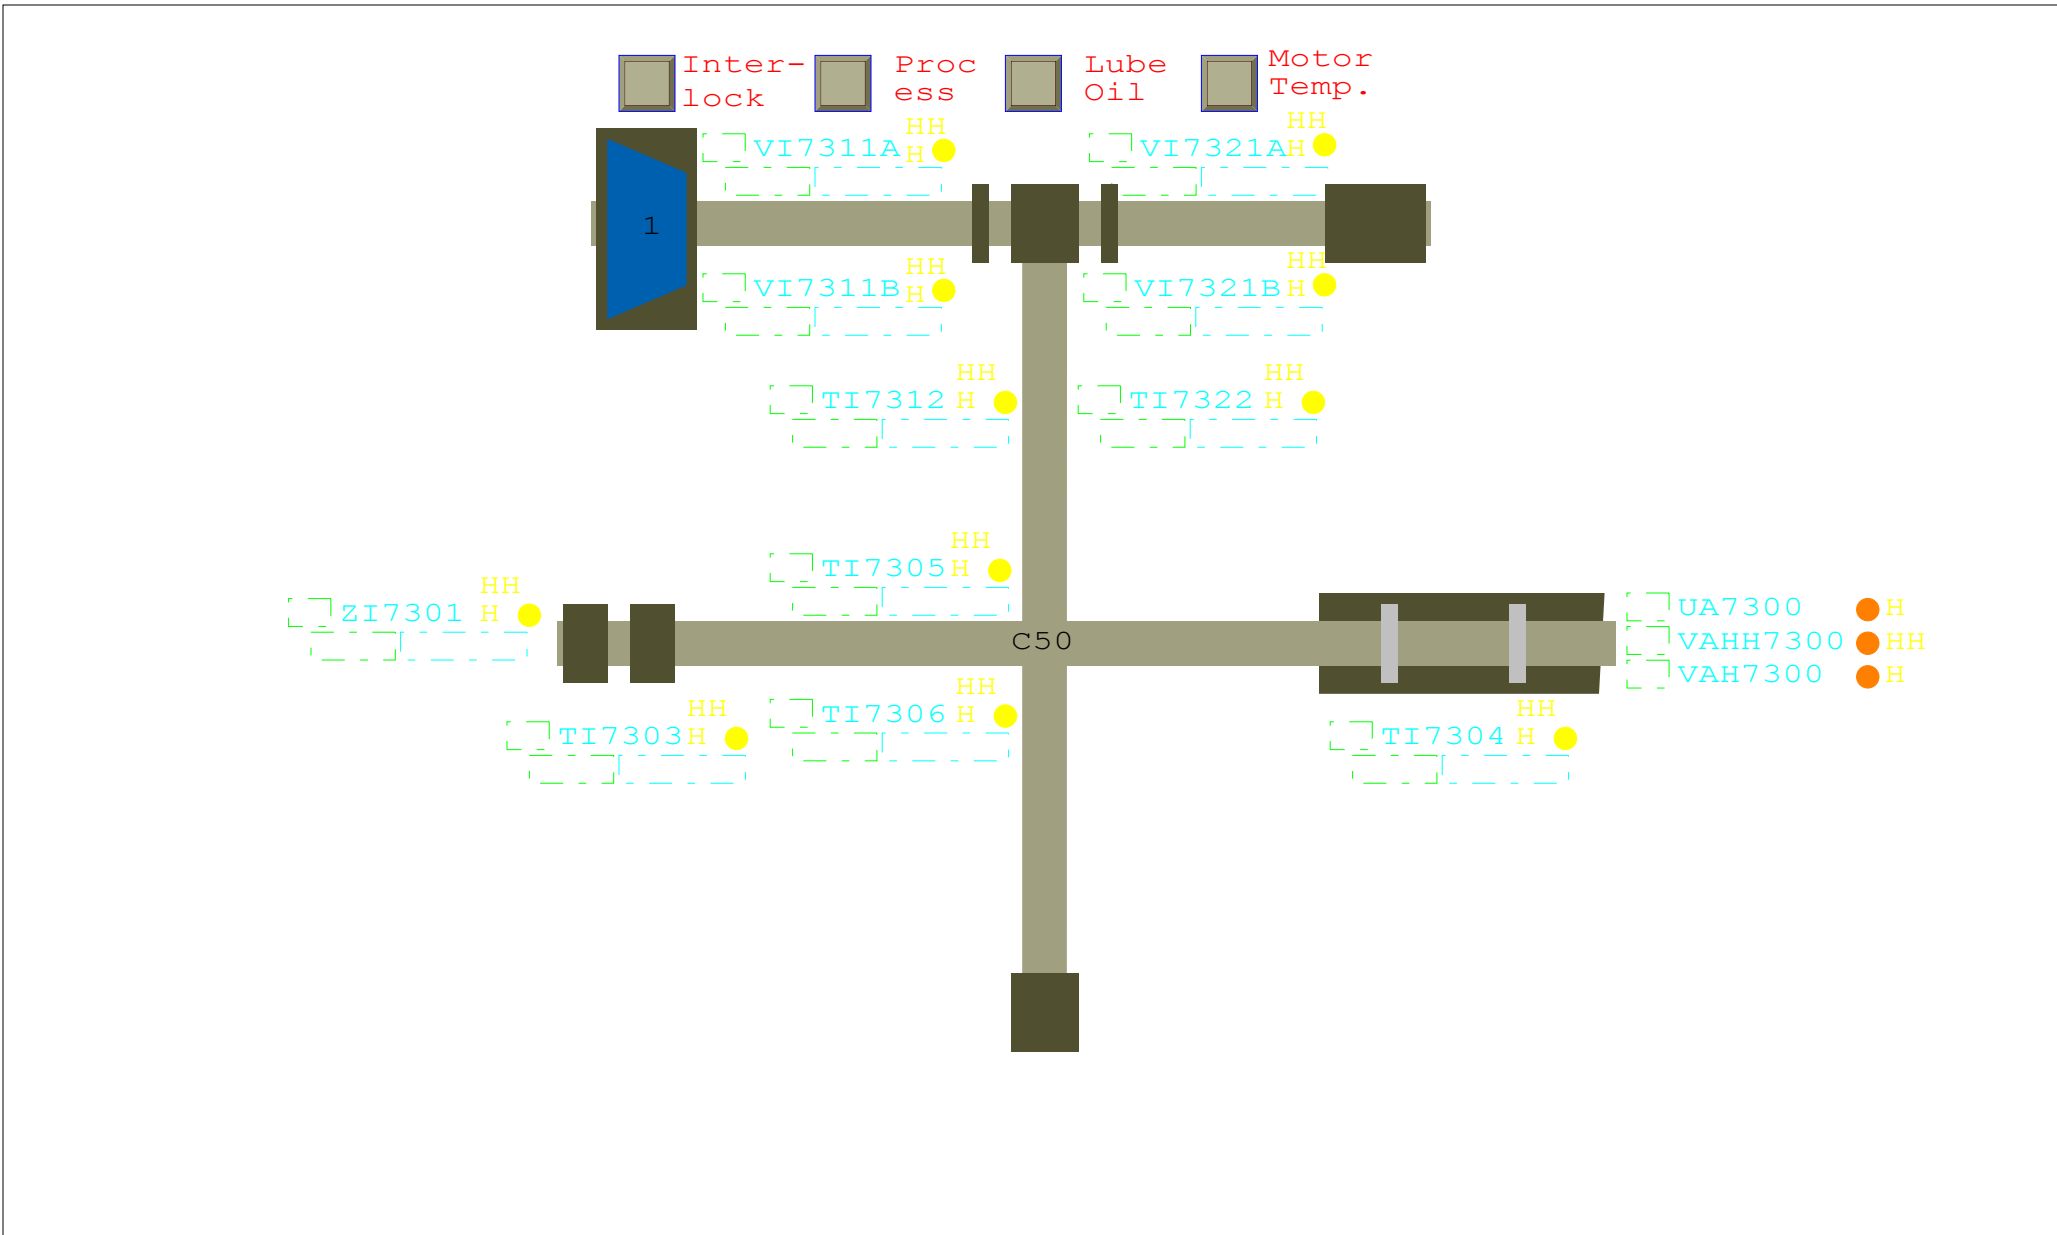 Inter-
lock
Proc
ess
Lube
Oil
Motor
Temp.
VI7311A
HH
H
VI7321A
HH
H
1
VI7311B
HH
H
VI7321B
HH
H
TI7312
HH
H
TI7322
HH
H
TI7305
HH
H
ZI7301
HH
H
C50
UA7300 H
VAHH7300 HH
VAH7300 H
TI7303
HH
H
TI7306
HH
H
TI7304
HH
H